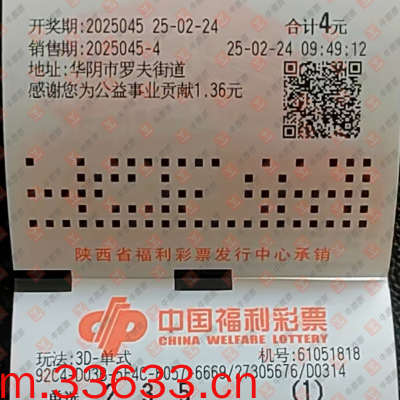 开奖期:2025045 25-02-24 合计4元
销售期:2025045-4 25-02-24 09:49:12
地址:华阴市罗夫街道
感谢您为公益事业贡献1.36元
陕西省福利彩票发行中心承销
中国福利彩票
CHINA WELFARE LOTTERY
玩法:3D-单式 机号:61051818
6669/27305676/D0314
m.33633.com
(1)